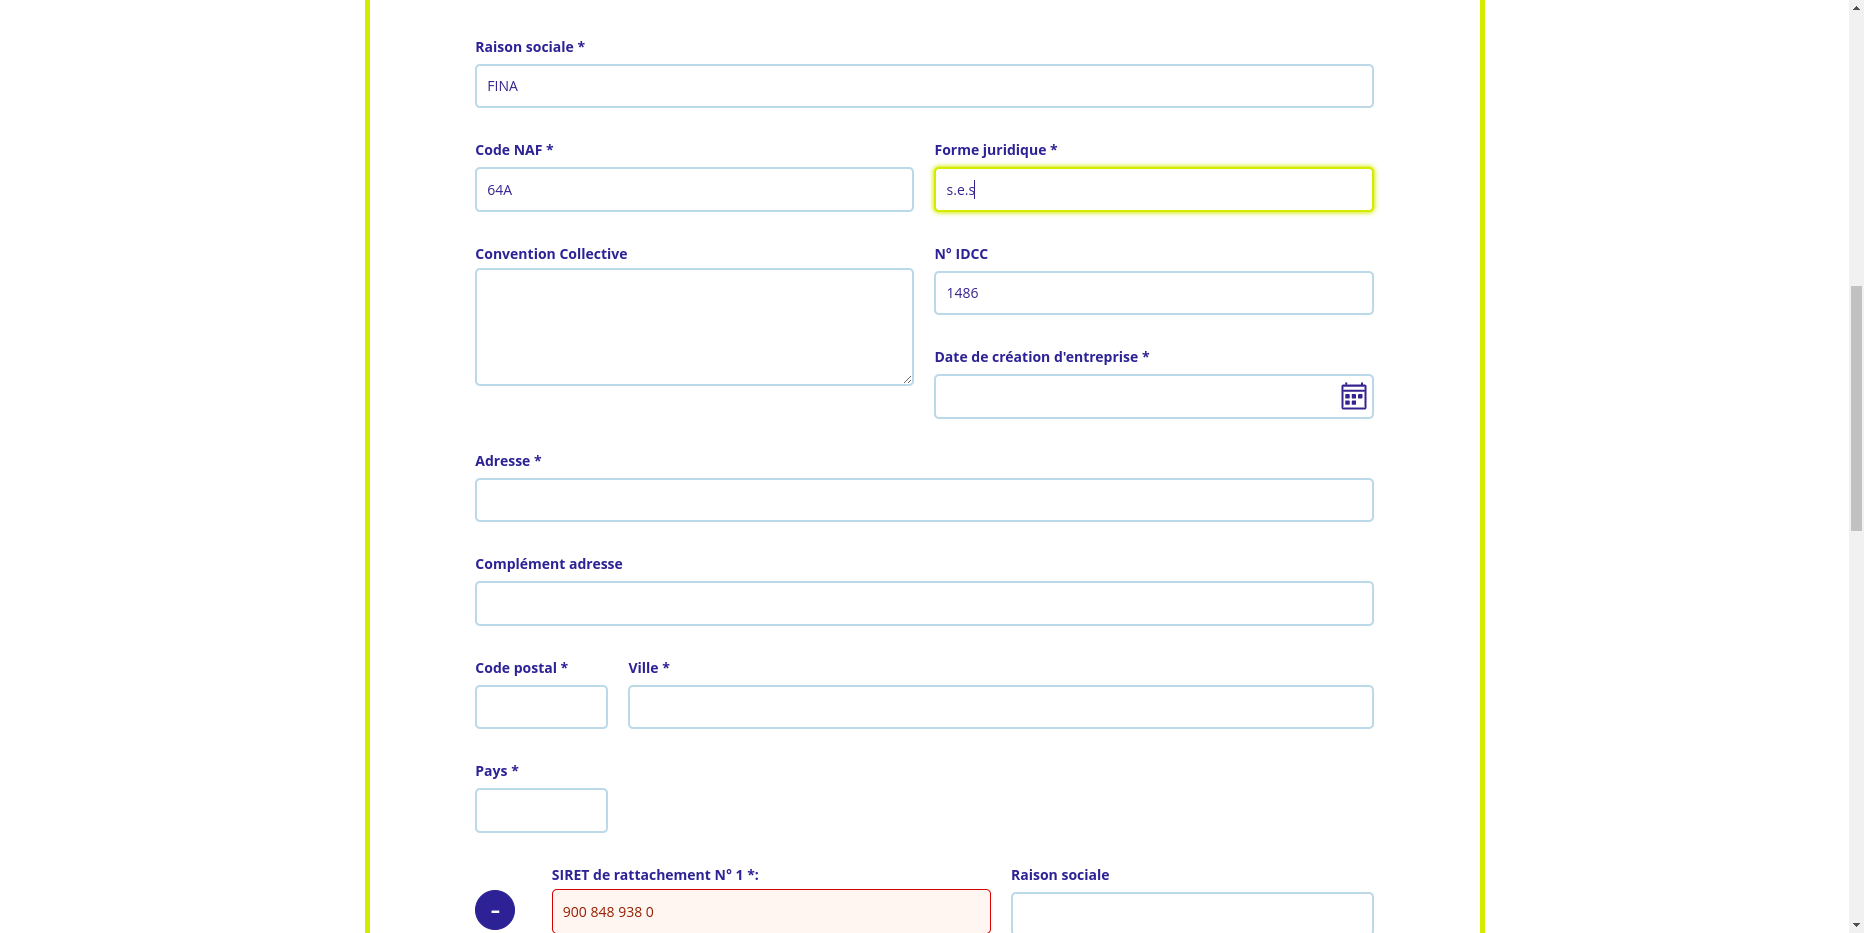 Raison sociale *
FINA
Code NAF *
Forme juridique *
64A
s.e.s
Convention Collective
N° IDCC
1486
Date de création d'entreprise *
Adresse *
Complément adresse
Code postal *
Ville *
Pays *
SIRET de rattachement N° 1 *:
Raison sociale
-
900 848 938 0